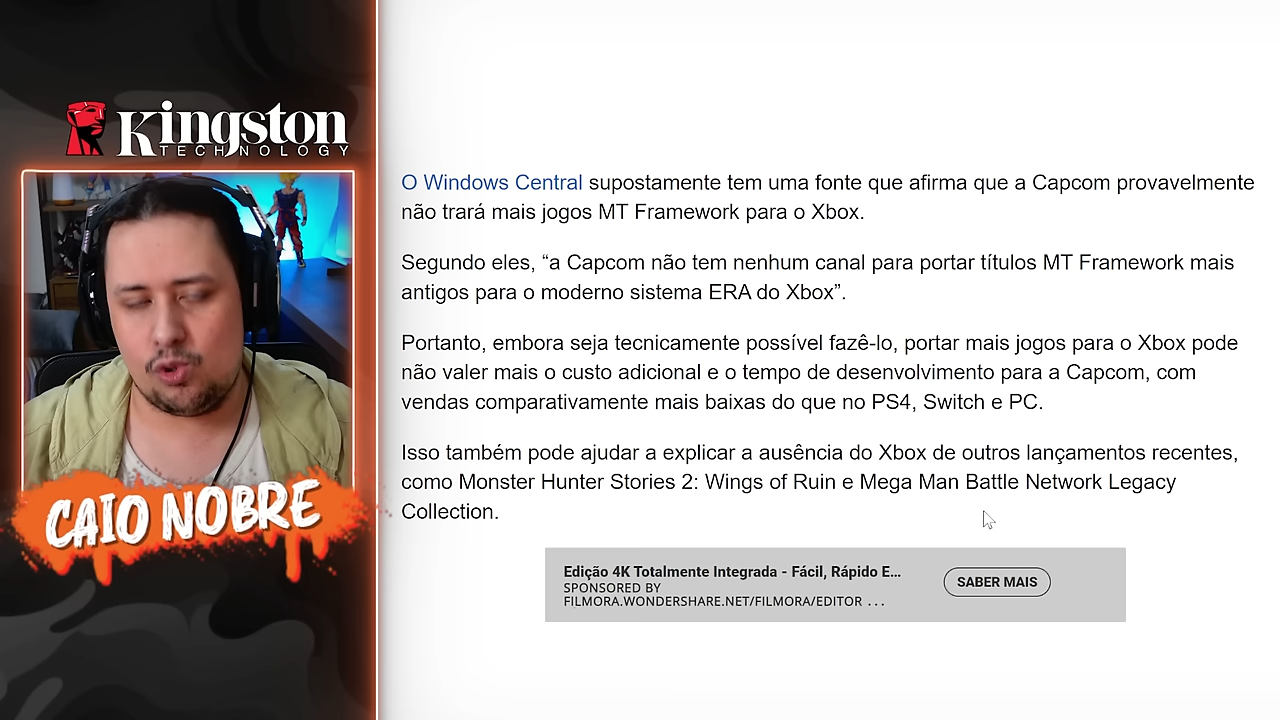 Kingston
TECHNOLOGY
CAIO NOBRE
O Windows Central supostamente tem uma fonte que afirma que a Capcom provavelmente
não trará mais jogos MT Framework para o Xbox.
Segundo eles, “a Capcom não tem nenhum canal para portar títulos MT Framework mais
antigos para o moderno sistema ERA do Xbox”.
Portanto, embora seja tecnicamente possível fazê-lo, portar mais jogos para o Xbox pode
não valer mais o custo adicional e o tempo de desenvolvimento para a Capcom, com
vendas comparativamente mais baixas do que no PS4, Switch e PC.
Isso também pode ajudar a explicar a ausência do Xbox de outros lançamentos recentes,
como Monster Hunter Stories 2: Wings of Ruin e Mega Man Battle Network Legacy
Collection.
Edição 4K Totalmente Integrada - Fácil, Rápido E...
SPONSORED BY
FILMORA.WONDERSHARE.NET/FILMORA/EDITOR ...
SABER MAIS